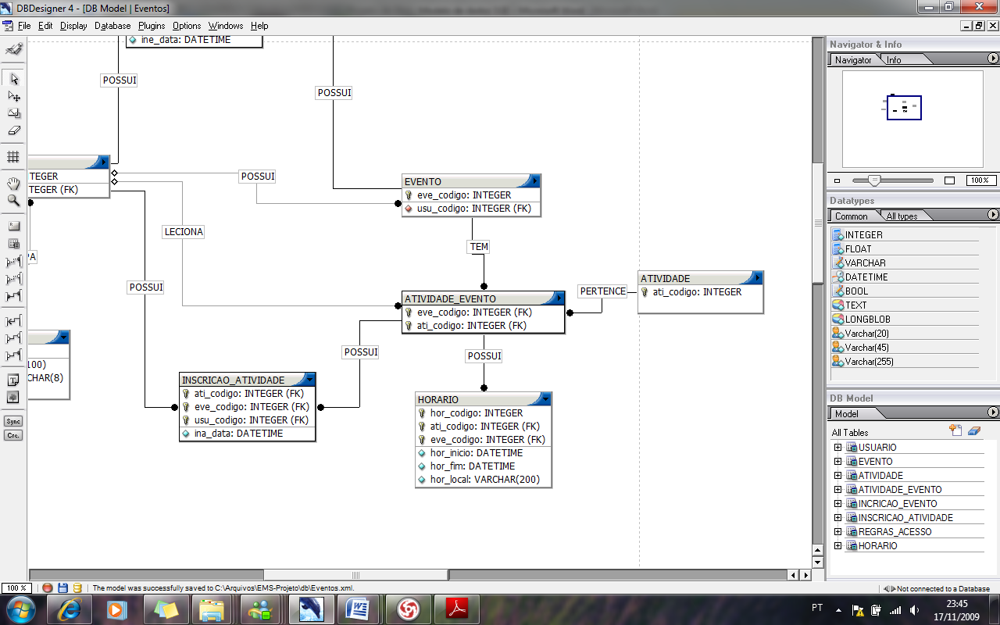 DBDesigner 4 - [DB Model | Eventos]
File Edit Display Database Plugins Options Windows Help
ine_data: DATETIME
POSSUI
POSSUI
TEGER
TEGER (FK)
POSSUI
LECIONA
PA
POSSUI
EVENTO
eve_codigo: INTEGER
usu_codigo: INTEGER (FK)
TEM
ATIVIDADE
ati_codigo: INTEGER
PERTENCE
ATIVIDADE_EVENTO
eve_codigo: INTEGER (FK)
ati_codigo: INTEGER (FK)
POSSUI
POSSUI
(100)
CHAR(8)
INSCRICAO_ATIVIDADE
ati_codigo: INTEGER (FK)
eve_codigo: INTEGER (FK)
usu_codigo: INTEGER (FK)
ina_data: DATETIME
HORARIO
hor_codigo: INTEGER
ati_codigo: INTEGER (FK)
eve_codigo: INTEGER (FK)
hor_inicio: DATETIME
hor_fim: DATETIME
hor_local: VARCHAR(200)
Navigator & Info
Navigator Info
100%
Datatypes
Common All types
INTEGER
FLOAT
VARCHAR
DATETIME
BOOL
TEXT
LONGBLOB
Varchar(20)
Varchar(45)
Varchar(255)
DB Model
Model
All Tables
USUARIO
EVENTO
ATIVIDADE
ATIVIDADE_EVENTO
INCRICAO_EVENTO
INSCRICAO_ATIVIDADE
REGRAS_ACESSO
HORARIO
Sync
Crc.
100 % The model was successfully saved to C:\Arquivos\EMS-Projeto\db\Eventos.xml. Not connected to a Database
PT 23:45
17/11/2009